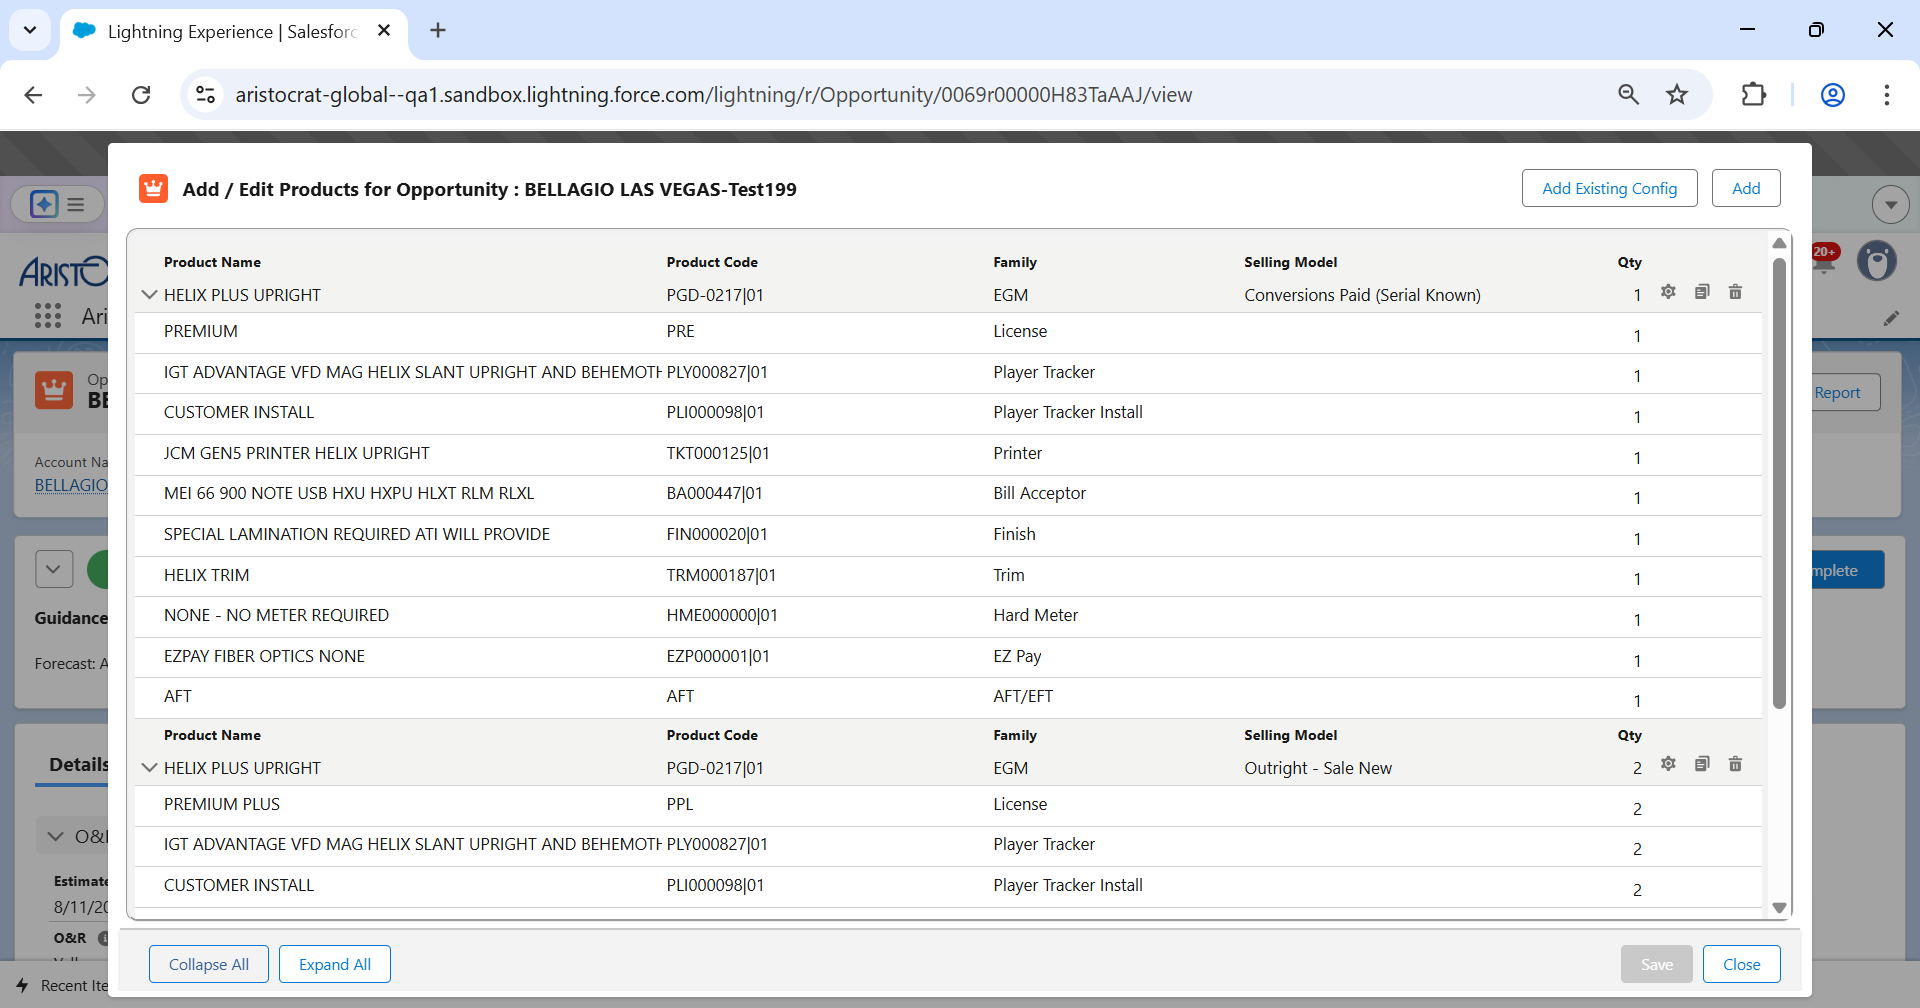 Lightning Experience | Salesforc
aristocrat-global--qa1.sandbox.lightning.force.com/lightning/r/Opportunity/0069r00000H83TaAAJ/view
Add / Edit Products for Opportunity : BELLAGIO LAS VEGAS-Test199
Add Existing Config
Add
20+
ARISTO
Ari
Op
BE
Report
Account Na
BELLAGIO
mplete
Guidance
Forecast: A
Details
O&R
Estimate
8/11/20
O&R
Recent Ite
Product Name Product Code Family Selling Model Qty
HELIX PLUS UPRIGHT PGD-0217|01 EGM Conversions Paid (Serial Known) 1
PREMIUM PRE License 1
IGT ADVANTAGE VFD MAG HELIX SLANT UPRIGHT AND BEHEMOTH PLY000827|01 Player Tracker 1
CUSTOMER INSTALL PLI000098|01 Player Tracker Install 1
JCM GEN5 PRINTER HELIX UPRIGHT TKT000125|01 Printer 1
MEI 66 900 NOTE USB HXU HXPU HLXT RLM RLXL BA000447|01 Bill Acceptor 1
SPECIAL LAMINATION REQUIRED ATI WILL PROVIDE FIN000020|01 Finish 1
HELIX TRIM TRM000187|01 Trim 1
NONE - NO METER REQUIRED HME000000|01 Hard Meter 1
EZPAY FIBER OPTICS NONE EZP000001|01 EZ Pay 1
AFT AFT AFT/EFT 1
Product Name Product Code Family Selling Model Qty
HELIX PLUS UPRIGHT PGD-0217|01 EGM Outright - Sale New 2
PREMIUM PLUS PPL License 2
IGT ADVANTAGE VFD MAG HELIX SLANT UPRIGHT AND BEHEMOTH PLY000827|01 Player Tracker 2
CUSTOMER INSTALL PLI000098|01 Player Tracker Install 2
Collapse All
Expand All
Save
Close